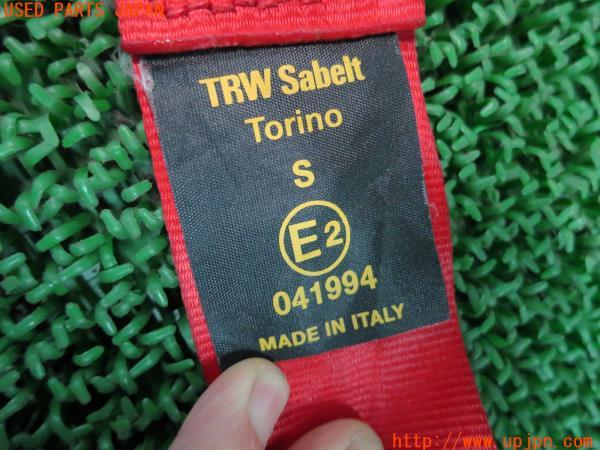 USED PARTS JAPAN
TRW Sabelt
Torino
S
E2
041994
MADE IN ITALY
http://www.upjpn.com/